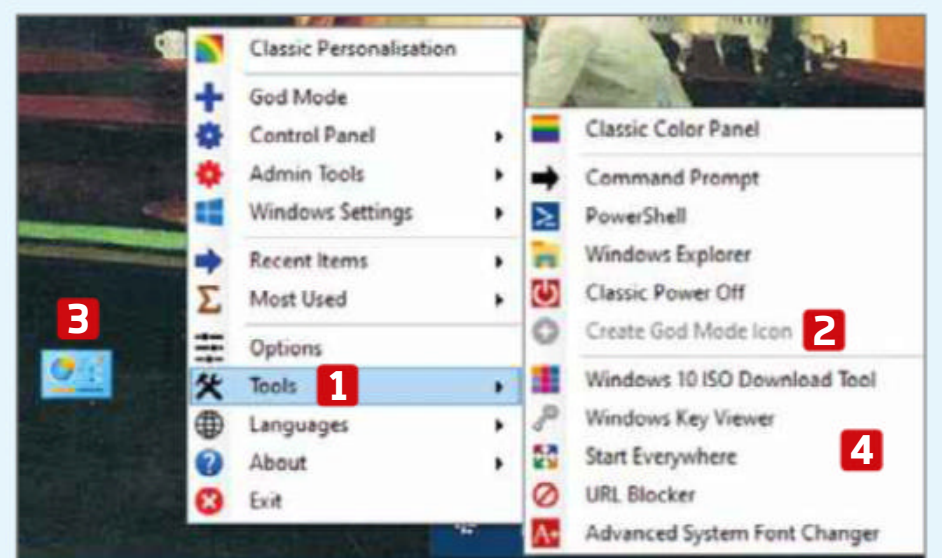 Classic Personalisation
God Mode
Control Panel
Admin Tools
Windows Settings
Recent Items
Most Used
Options
Tools 1
Languages
About
Exit
Classic Color Panel
Command Prompt
PowerShell
Windows Explorer
Classic Power Off
Create God Mode Icon 2
Windows 10 ISO Download Tool
Windows Key Viewer
Start Everywhere
4
URL Blocker
Advanced System Font Changer
3